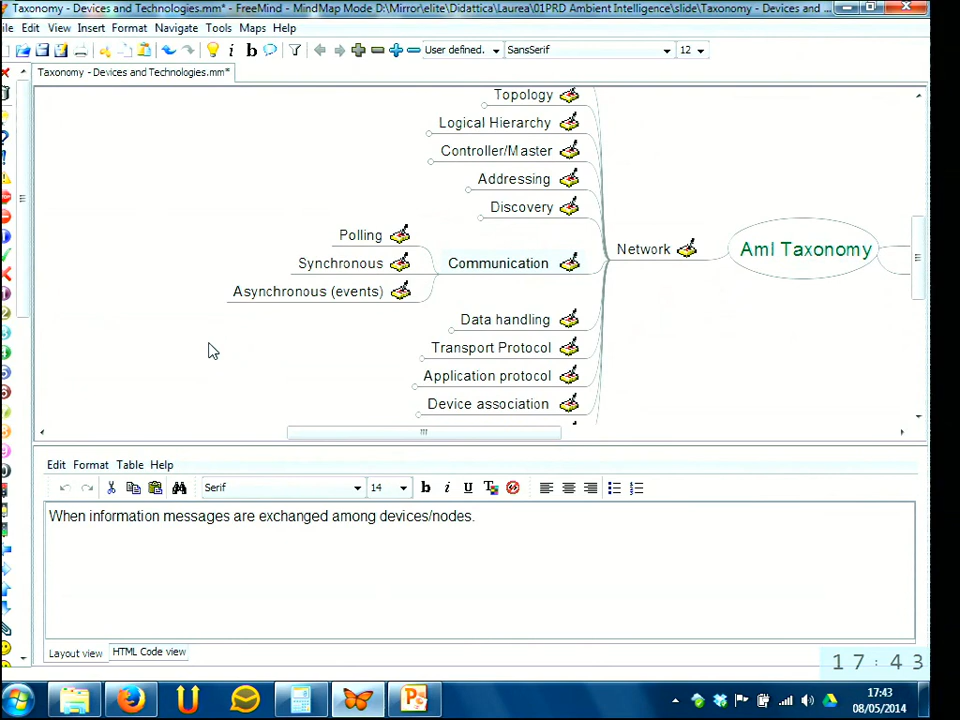 Taxonomy - Devices and Technologies.mm* - FreeMind - MindMap Mode D:\Mirror\elite\Didattica\Laurea\01PRD Ambient Intelligence\slide\Taxonomy - Devices and ...
ile Edit View Insert Format Navigate Tools Maps Help
i b User defined. SansSerif 12
Taxonomy - Devices and Technologies.mm*
Topology
Logical Hierarchy
Controller/Master
Addressing
Discovery
Polling
Synchronous Communication Network AmI Taxonomy
Asynchronous (events)
Data handling
Transport Protocol
Application protocol
Device association
Edit Format Table Help
Serif 14 b i U T
When information messages are exchanged among devices/nodes.
Layout view HTML Code view
17:43
17:43
08/05/2014